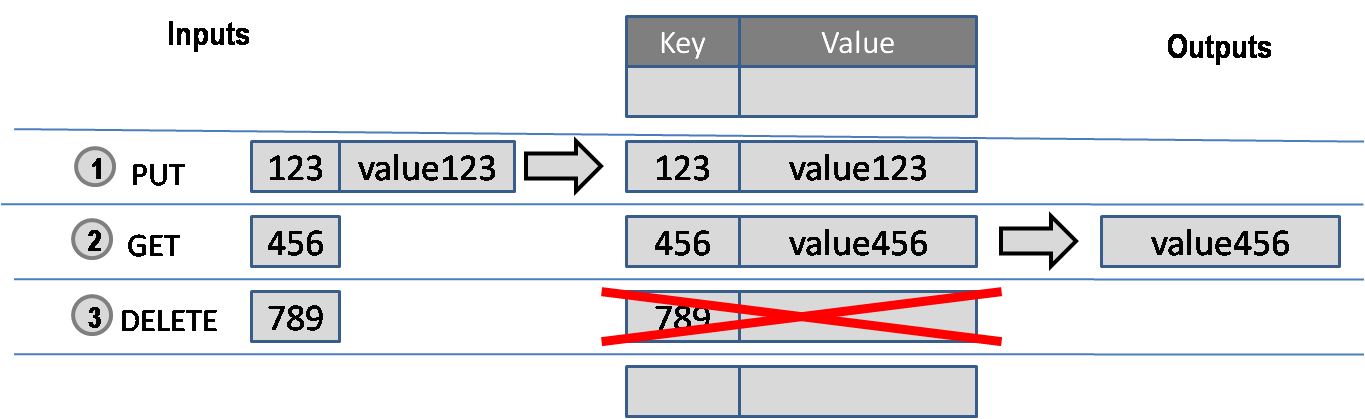 Inputs
Key Value
Outputs
1 PUT 123 value123 123 value123
2 GET 456 456 value456 value456
3 DELETE 789 789